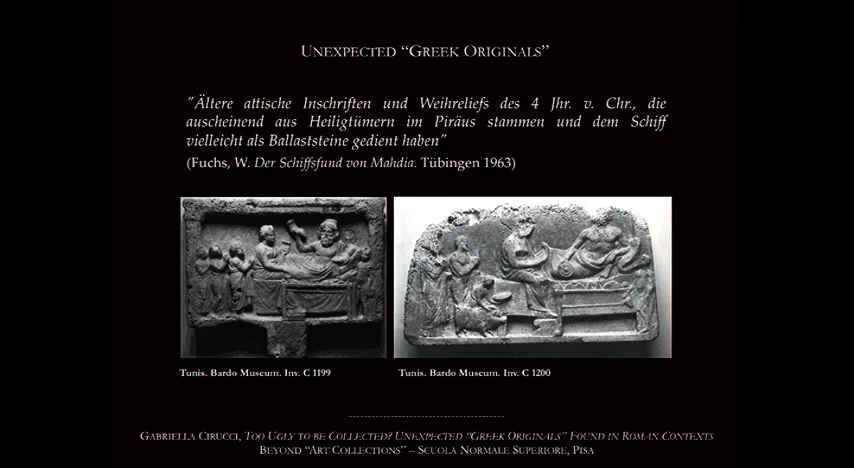 UNEXPECTED “GREEK ORIGINALS”
"Ältere attische Inschriften und Weihreliefs des 4 Jhr. v. Chr., die
auscheinend aus Heiligtümern im Piräus stammen und dem Schiff
vielleicht als Ballaststeine gedient haben"
(Fuchs, W. Der Schiffsfund von Mahdia. Tübingen 1963)
Tunis. Bardo Museum. Inv. C 1199
Tunis. Bardo Museum. Inv. C 1200
GABRIELLA CIRUCCI, TOO UGLY TO BE COLLECTED? UNEXPECTED “GREEK ORIGINALS” FOUND IN ROMAN CONTEXTS
BEYOND “ART COLLECTIONS” – SCUOLA NORMALE SUPERIORE, PISA